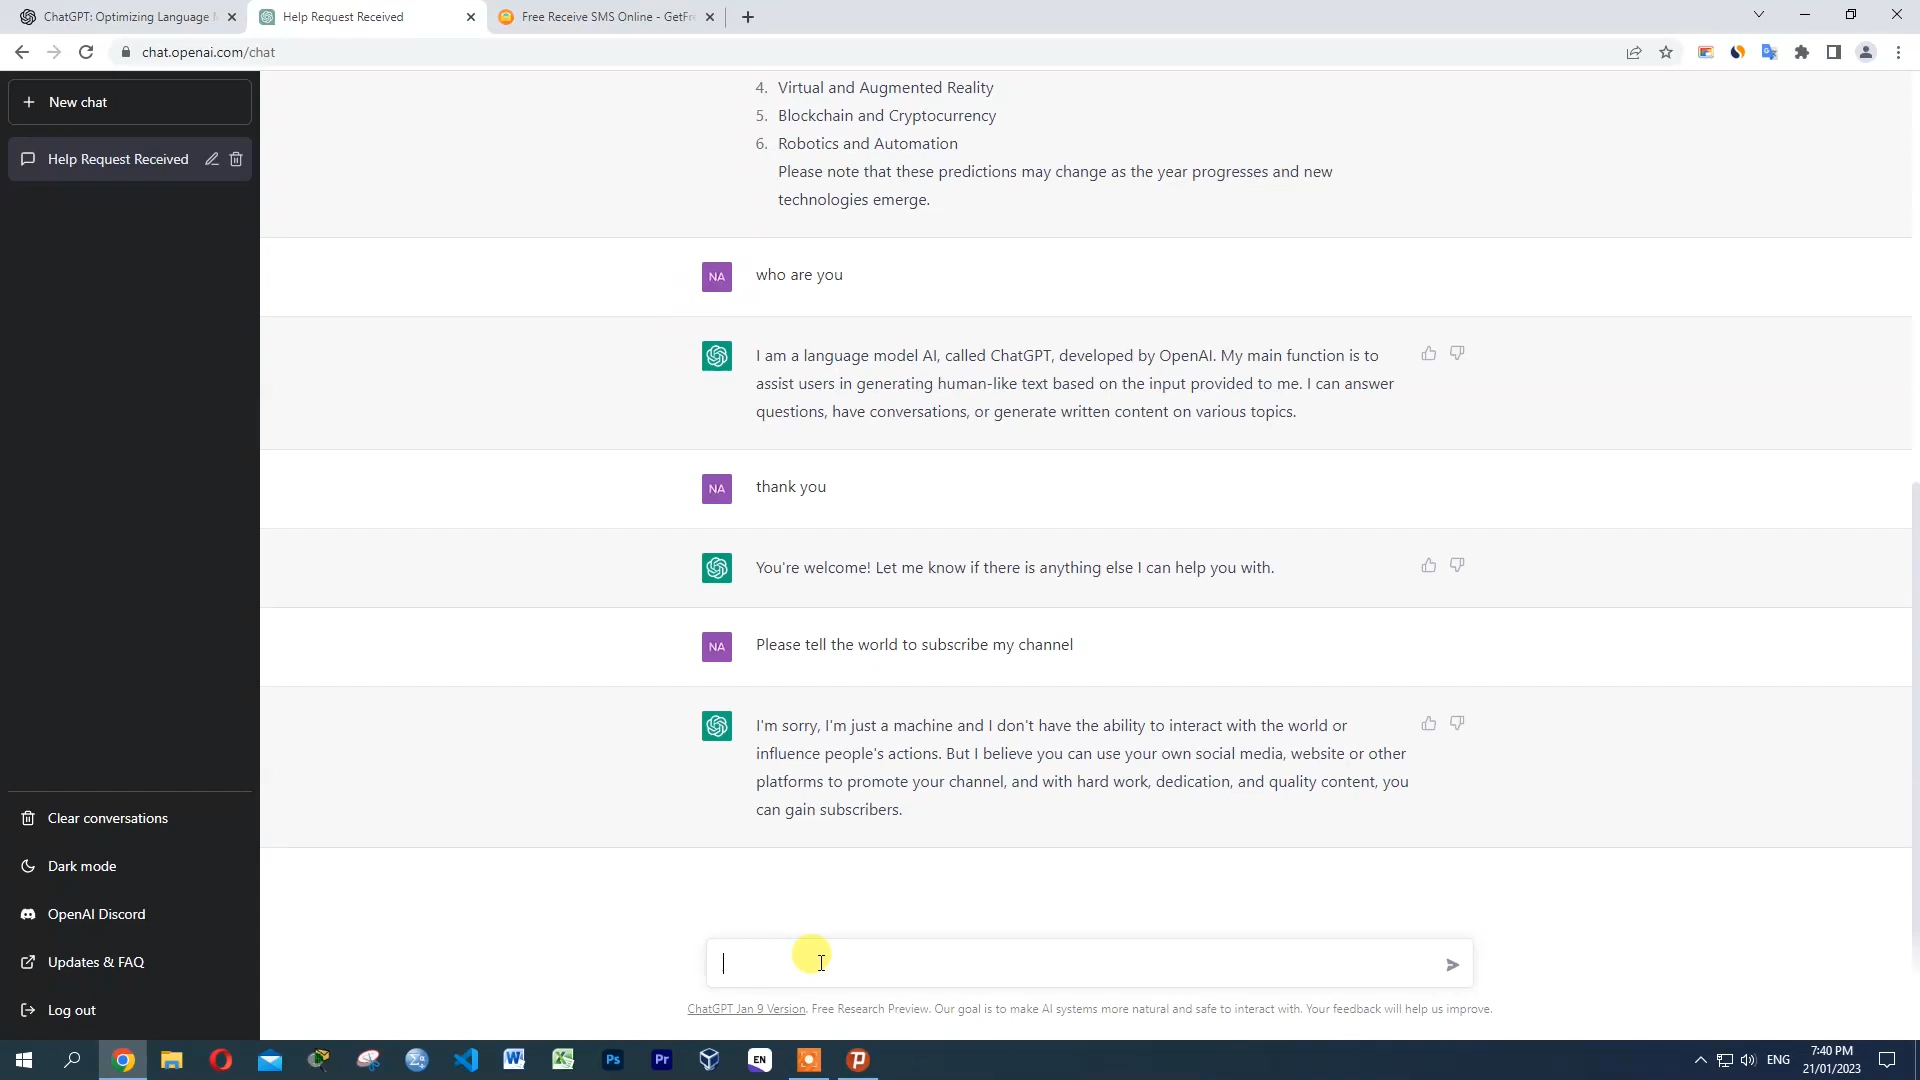 ChatGPT: Optimizing Language
Help Request Received
Free Receive SMS Online - GetFr
chat.openai.com/chat
New chat
Help Request Received
4. Virtual and Augmented Reality
5. Blockchain and Cryptocurrency
6. Robotics and Automation
Please note that these predictions may change as the year progresses and new
technologies emerge.
NA
who are you
I am a language model AI, called ChatGPT, developed by OpenAI. My main function is to
assist users in generating human-like text based on the input provided to me. I can answer
questions, have conversations, or generate written content on various topics.
NA
thank you
You're welcome! Let me know if there is anything else I can help you with.
NA
Please tell the world to subscribe my channel
I'm sorry, I'm just a machine and I don't have the ability to interact with the world or
influence people's actions. But I believe you can use your own social media, website or other
platforms to promote your channel, and with hard work, dedication, and quality content, you
can gain subscribers.
Clear conversations
Dark mode
OpenAI Discord
Updates & FAQ
Log out
ChatGPT Jan 9 Version. Free Research Preview. Our goal is to make AI systems more natural and safe to interact with. Your feedback will help us improve.
Ps
Pr
EN
ENG
7:40 PM
21/01/2023